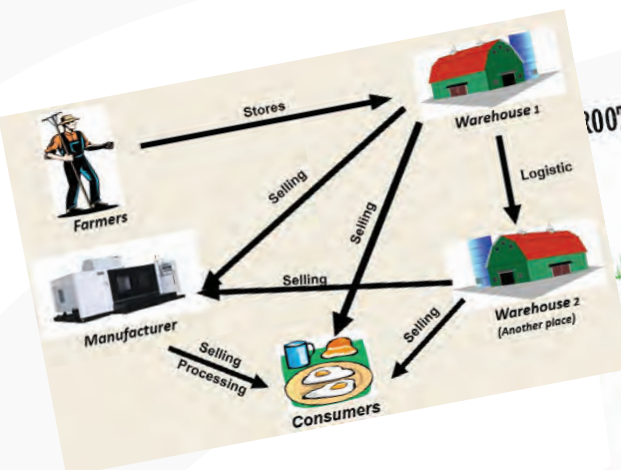 Stores
Warehouse 1
Farmers
Selling
Selling
Logistic
Selling
Warehouse 2
(Another place)
Manufacturer
Selling
Processing
Selling
Consumers